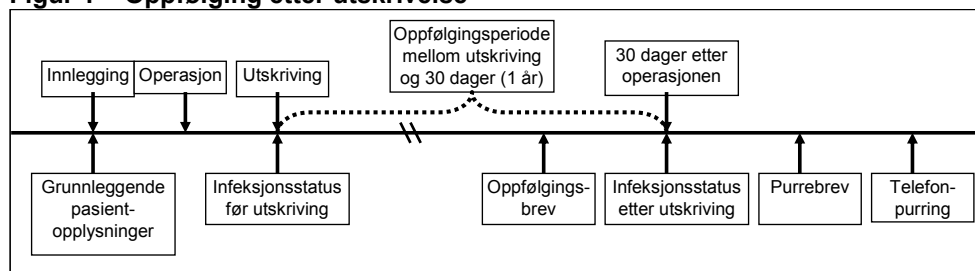 Figur Oppfølging etter utskrivelse
Oppfølgingsperiode
mellom utskriving
og 30 dager (1 år)
30 dager etter
operasjonen
Innlegging
Operasjon
Utskriving
Grunnleggende
pasient-
opplysninger
Infeksjonsstatus
før utskriving
Oppfølgings-
brev
Infeksjonsstatus
etter utskriving
Purrebrev
Telefon-
purring